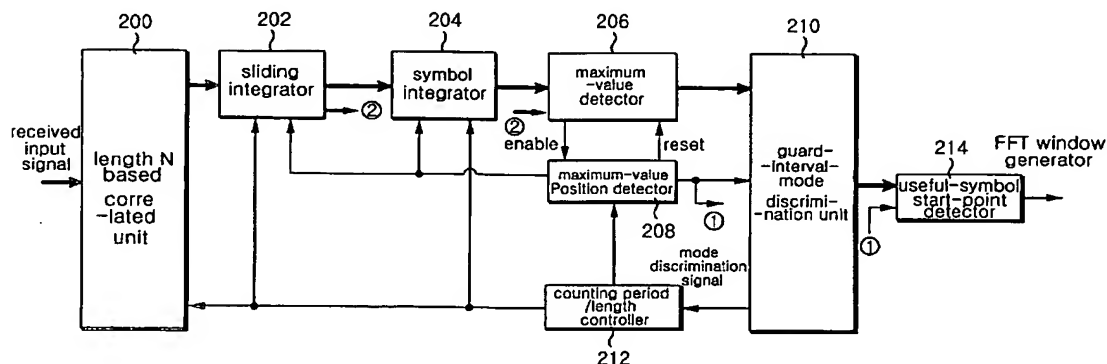 200
202
204
206
210
sliding
integrator
symbol
integrator
maximum
-value
detector
②
②
received
input
signal
enable
reset
FFT window
generator
length N
based
corre
-lated
unit
guard
-interval-
mode
discrimi-
-nation unit
214
useful-symbol
start-point
detector
maximum-value
Position detector
①
①
208
mode
discrimination
signal
counting period
/length
controller
212